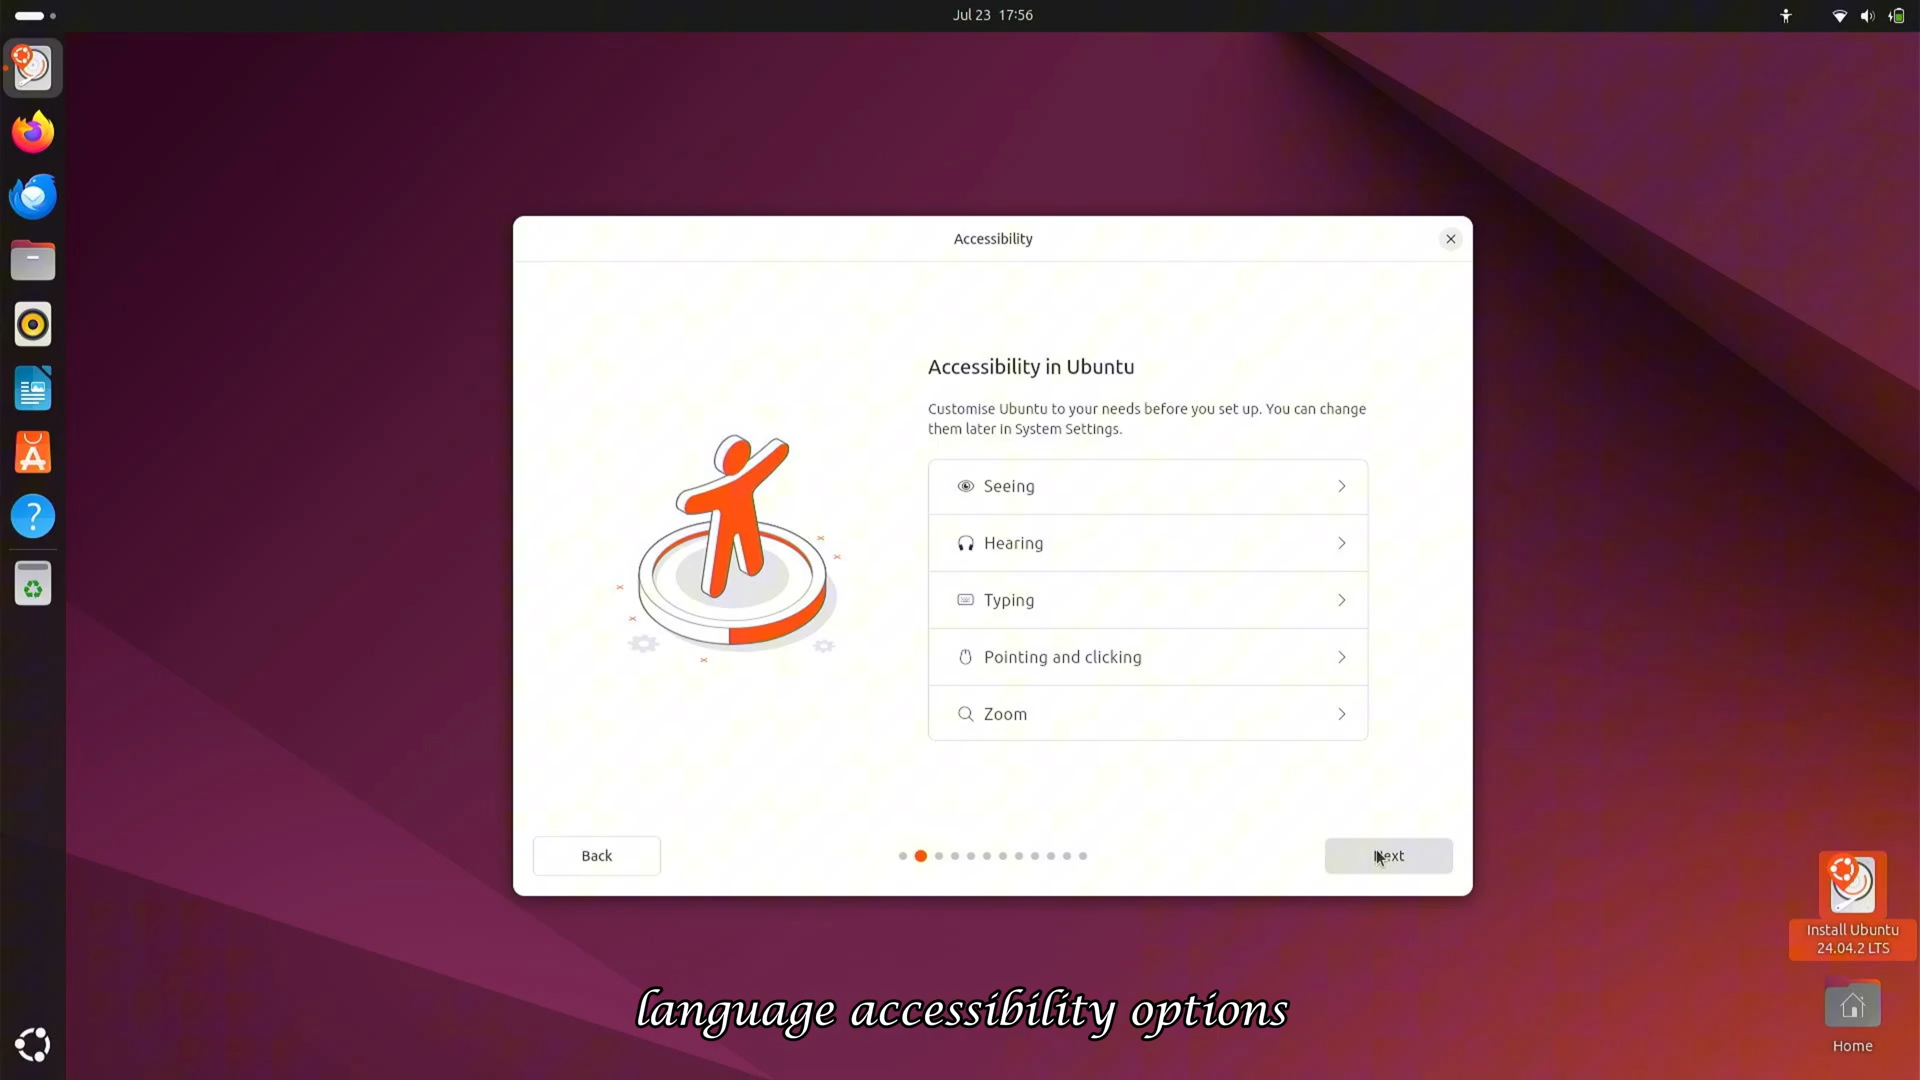 Jul 23 17:56
Accessibility
Accessibility in Ubuntu
Customise Ubuntu to your needs before you set up. You can change
them later in System Settings.
Seeing
Hearing
Typing
Pointing and clicking
Zoom
Back
Next
Install Ubuntu
24.04.2 LTS
Home
language accessibility options